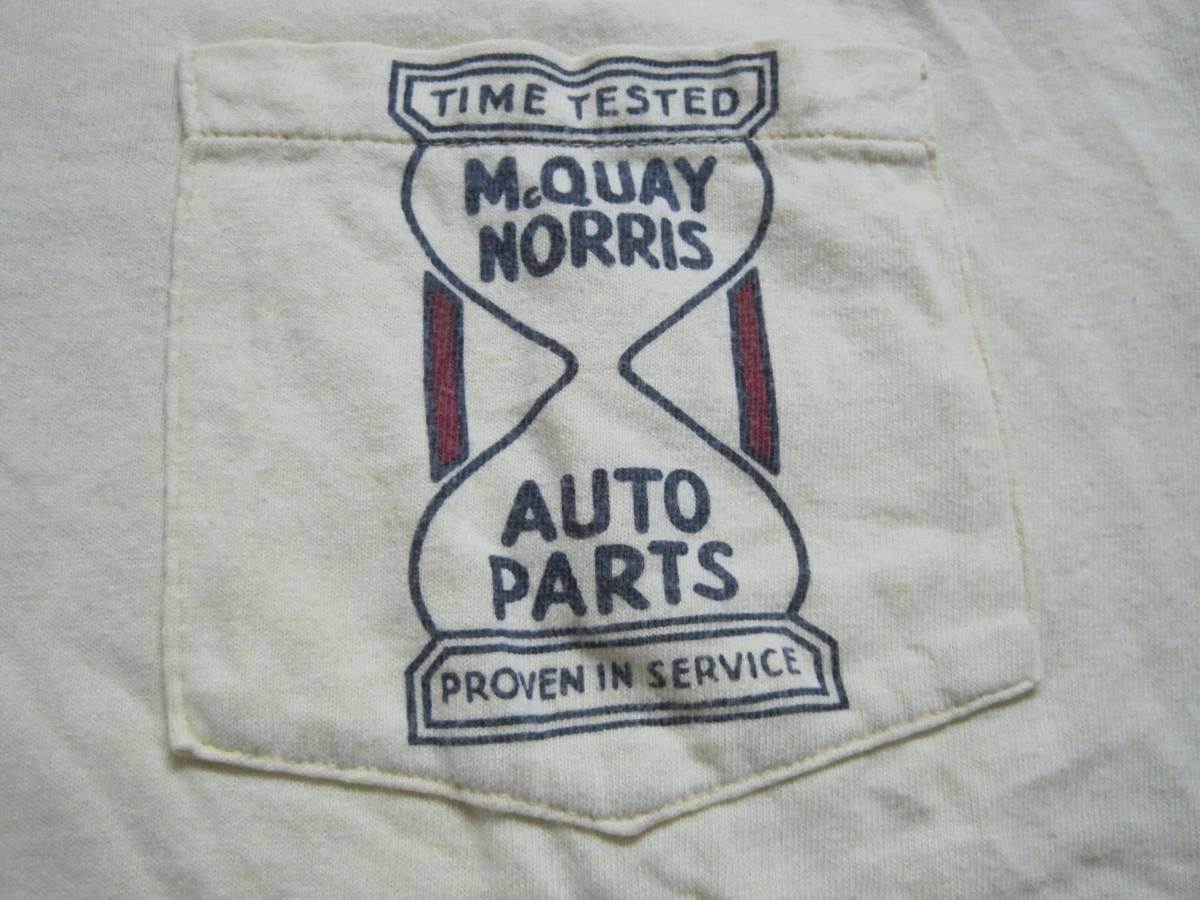 TIME TESTED
McQUAY
NORRIS
AUTO
PARTS
PROVEN IN SERVICE